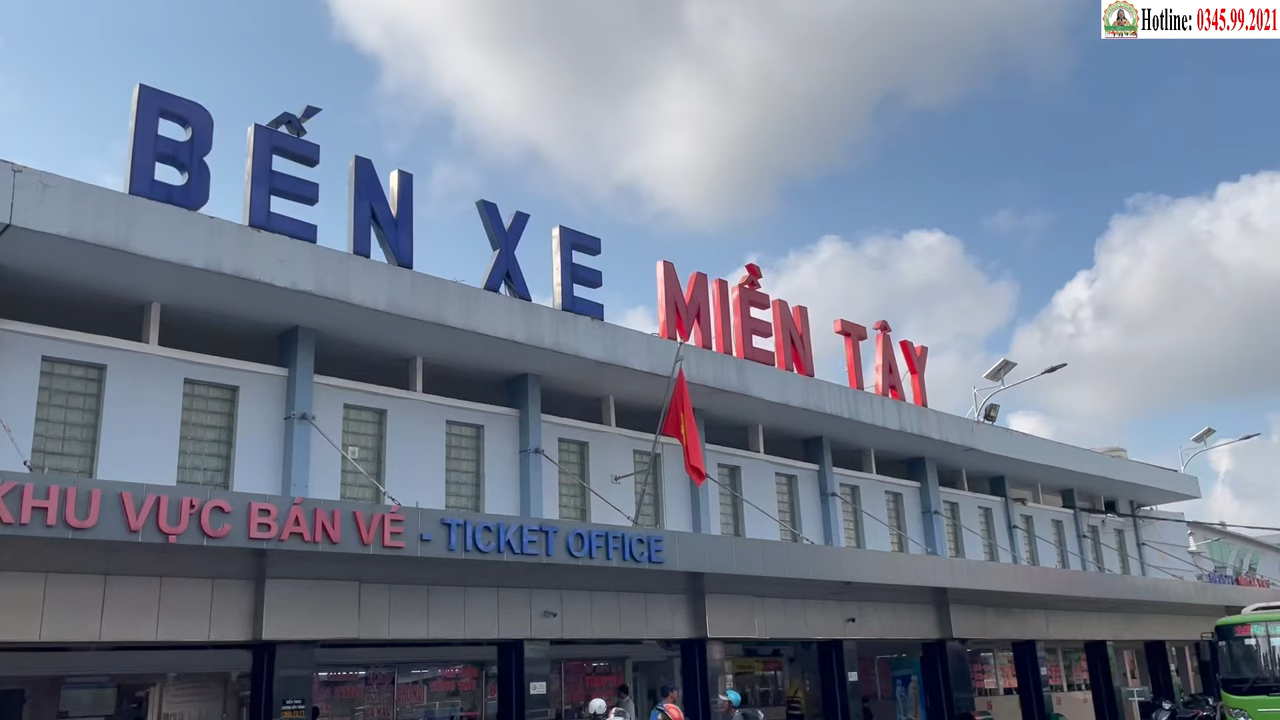 Hotline: 0345.99.2021
BẾN XE MIỀN TÂY
KHU VỰC BÁN VÉ - TICKET OFFICE